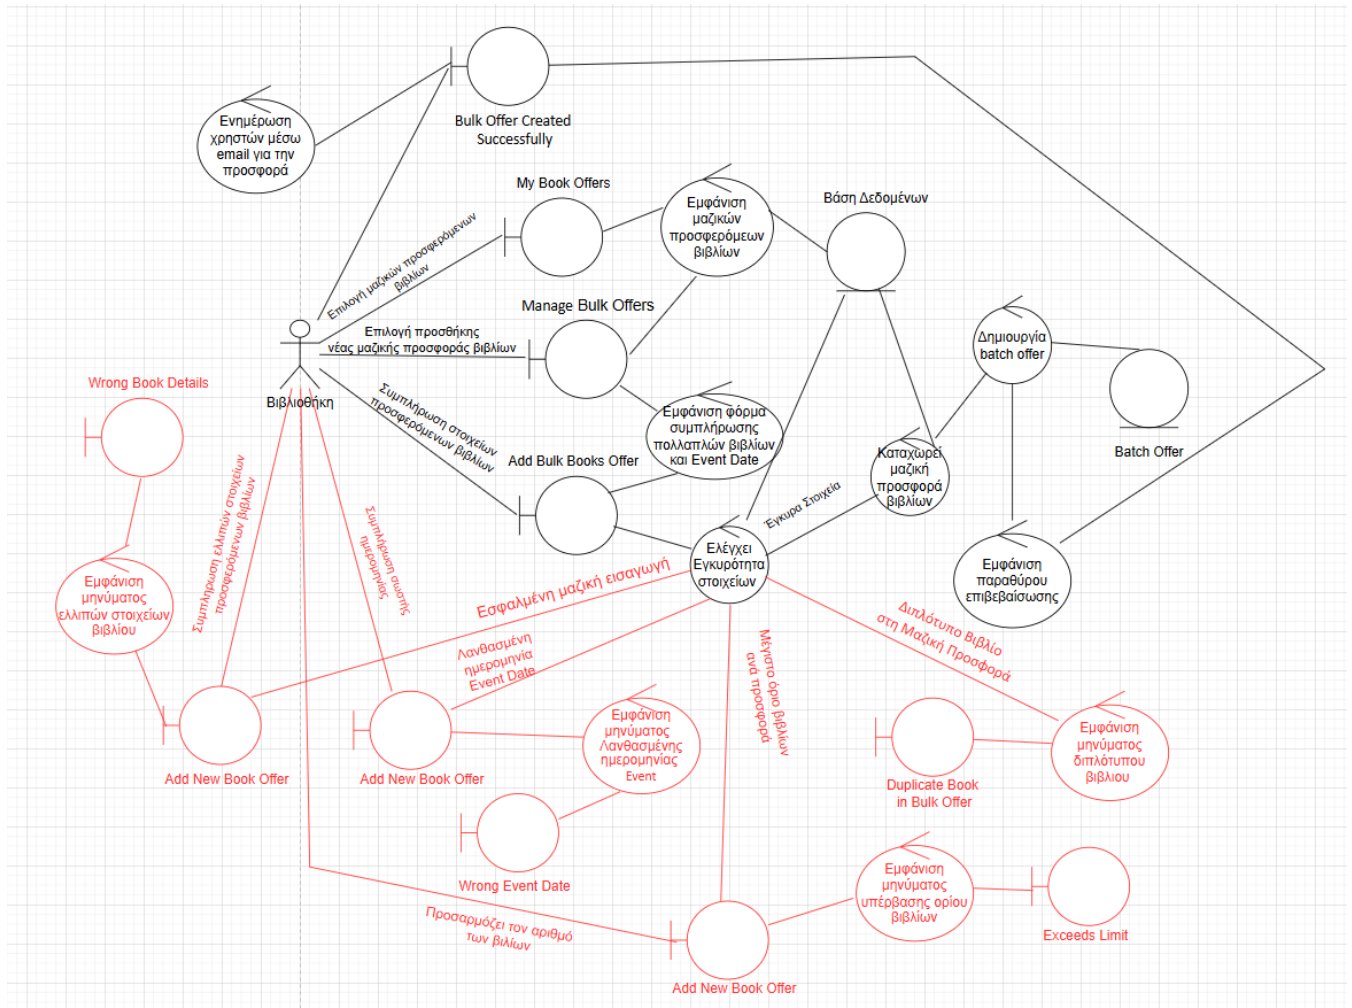 Bulk Offer Created
Successfully
Ενημέρωση
χρηστών μέσω
email για την
προσφορά
My Book Offers
Εμφάνιση
μαζικών
προσφερόμεων
βιβλίων
Βάση Δεδομένων
Επιλογή μαζικών προσφερόμενων
βιβλίων
Manage Bulk Offers
Επιλογή προσθήκης
νέας μαζικής προσφοράς βιβλίων
Δημιουργία
batch offer
Βιβλιοθήκη
Wrong Book Details
Συμπλήρωση στοιχείων
προσφερόμενων βιβλίων
Εμφάνιση φόρμα
συμπλήρωσης
πολλαπλών βιβλίων
και Event Date
Add Bulk Books Offer
Καταχωρεί
μαζική
προσφορά
βιβλίων
Batch Offer
Έγκυρα Στοιχεία
Συμπλήρωση ελλιπών στοιχείων
προσφερόμενων βιβλίων
Συμπλήρωση σωστής
ημερομηνίας
Ελέγχει
Εγκυρότητα
στοιχείων
Εμφάνιση
παραθύρου
επιβεβαίσωσης
Εμφάνιση
μηνύματος
ελλιπών στοιχείων
βιβλίου
Εσφαλμένη μαζική εισαγωγή
Λανθασμένη
ημερομηνία
Event Date
Μέγιστο όριο βιβλίων
ανά προσφορά
Διπλότυπο Βιβλίο
στη Μαζική Προσφορά
Εμφάνιση
μηνύματος
Λανθασμένης
ημερομηνίας
Event
Εμφάνιση
μηνύματος
διπλότυπου
βιβλιου
Add New Book Offer
Add New Book Offer
Duplicate Book
in Bulk Offer
Wrong Event Date
Εμφάνιση
μηνύματος
υπέρβασης ορίου
βιβλίων
Προσαρμόζει τον αριθμό
των βιλίων
Exceeds Limit
Add New Book Offer